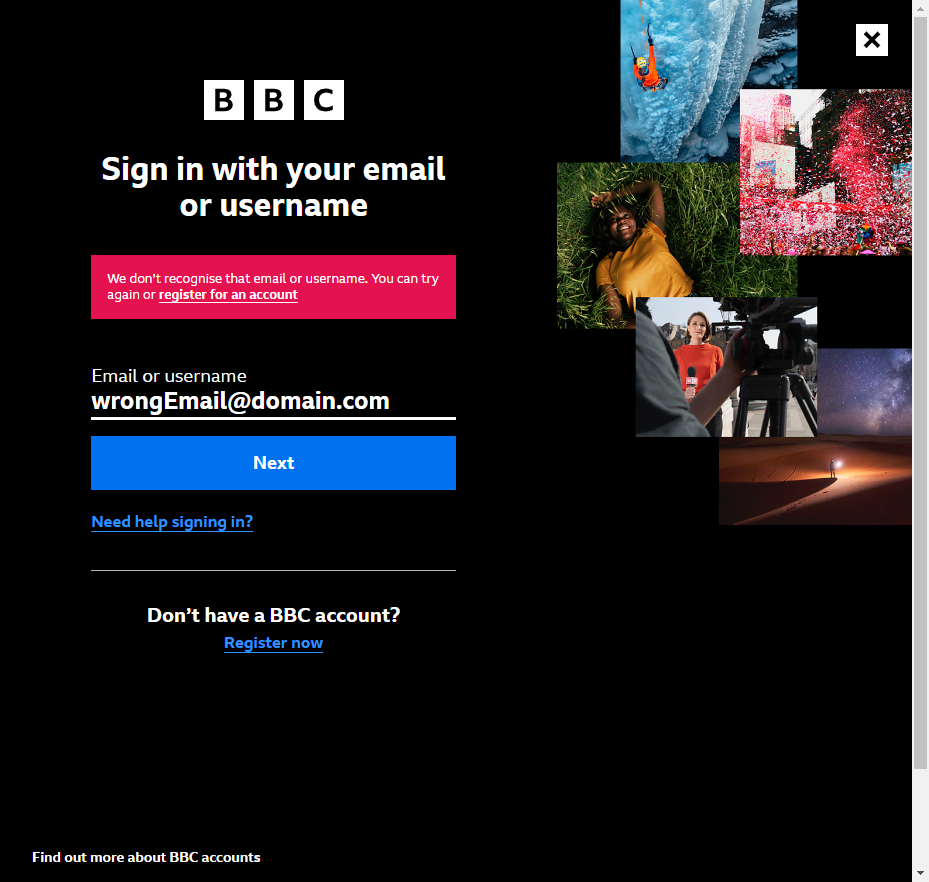 BBC
Sign in with your email
or username
We don’t recognise that email or username. You can try
again or register for an account
Email or username
wrongEmail@domain.com
Next
Need help signing in?
Don’t have a BBC account?
Register now
Find out more about BBC accounts